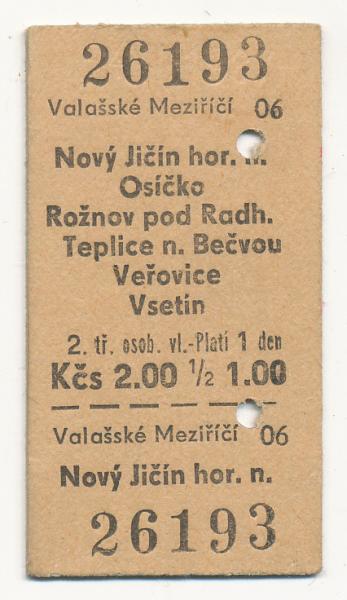 26193
Valašské Meziříčí 06
Nový Jičín hor. n.
Osíčko
Rožnov pod Radh.
Teplice n. Bečvou
Veřovice
Vsetín
2. tř. osob. vl.-Platí 1 den
Kčs 2.00 ½ 1.00
Valašské Meziříčí 06
Nový Jičín hor. n.
26193